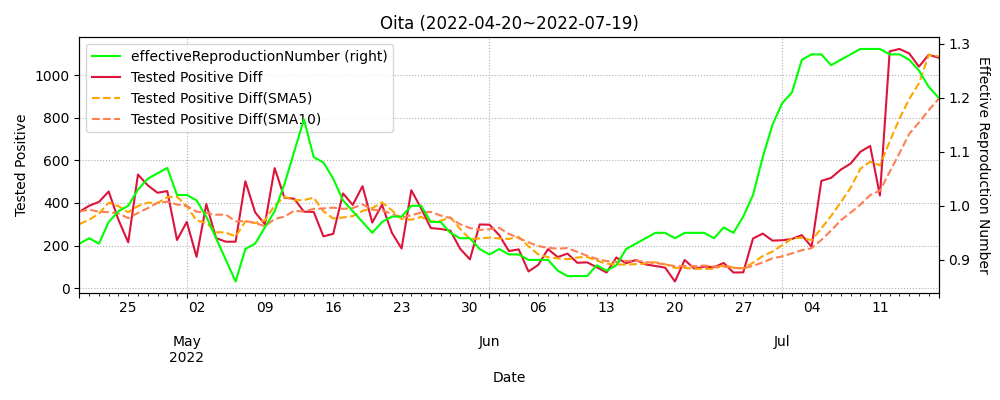 Oita (2022-04-20~2022-07-19)
effectiveReproductionNumber (right)
Tested Positive Diff
Tested Positive Diff(SMA5)
Tested Positive Diff(SMA10)
Tested Positive
1000
800
600
400
200
0
Effective Reproduction Number
1.3
1.2
1.1
1.0
0.9
25 02 09 16 23 30 06 13 20 27 04 11
May Jun Jul
2022
Date